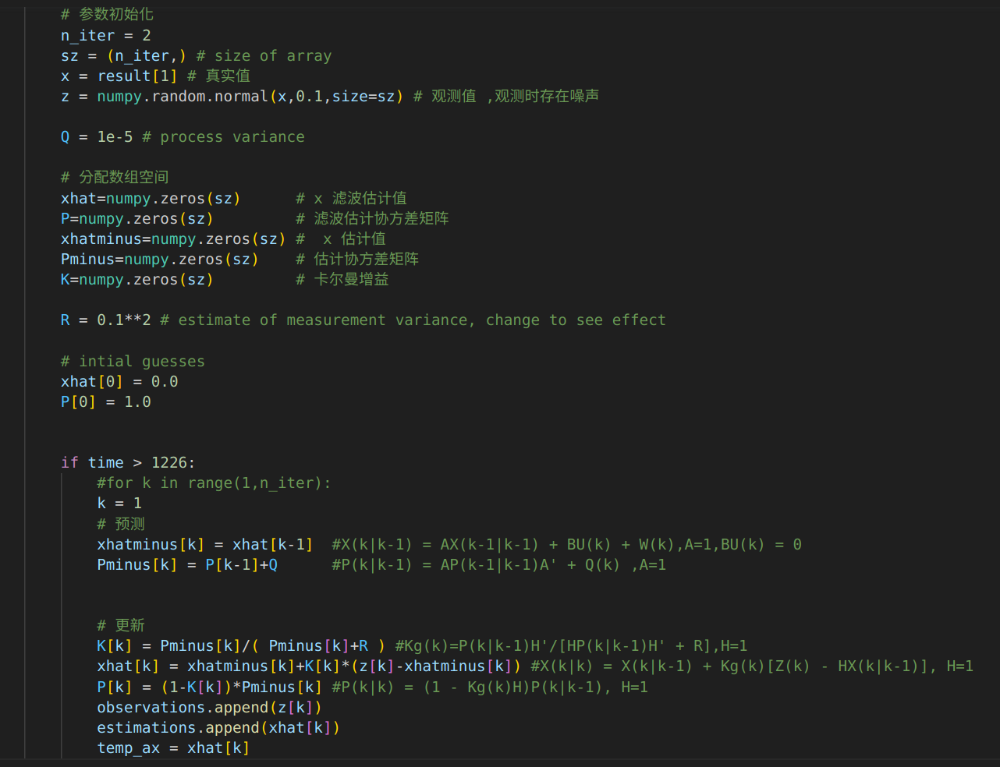 # 参数初始化
n_iter = 2
sz = (n_iter,) # size of array
x = result[1] # 真实值
z = numpy.random.normal(x,0.1,size=sz) # 观测值 ,观测时存在噪声
Q = 1e-5 # process variance
# 分配数组空间
xhat=numpy.zeros(sz)      # x 滤波估计值
P=numpy.zeros(sz)         # 滤波估计协方差矩阵
xhatminus=numpy.zeros(sz) #  x 估计值
Pminus=numpy.zeros(sz)    # 估计协方差矩阵
K=numpy.zeros(sz)         # 卡尔曼增益
R = 0.1**2 # estimate of measurement variance, change to see effect
# intial guesses
xhat[0] = 0.0
P[0] = 1.0
if time > 1226:
    #for k in range(1,n_iter):
    k = 1
    # 预测
    xhatminus[k] = xhat[k-1]  #X(k|k-1) = AX(k-1|k-1) + BU(k) + W(k),A=1,BU(k) = 0
    Pminus[k] = P[k-1]+Q      #P(k|k-1) = AP(k-1|k-1)A' + Q(k) ,A=1
    # 更新
    K[k] = Pminus[k]/( Pminus[k]+R ) #Kg(k)=P(k|k-1)H'/[HP(k|k-1)H' + R],H=1
    xhat[k] = xhatminus[k]+K[k]*(z[k]-xhatminus[k]) #X(k|k) = X(k|k-1) + Kg(k)[Z(k) - HX(k|k-1)], H=1
    P[k] = (1-K[k])*Pminus[k] #P(k|k) = (1 - Kg(k)H)P(k|k-1), H=1
    observations.append(z[k])
    estimations.append(xhat[k])
    temp_ax = xhat[k]